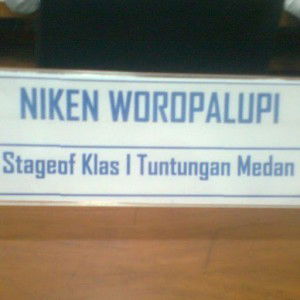 NIKEN WOROPALUPI
Stageof Klas I Tuntungan Medan